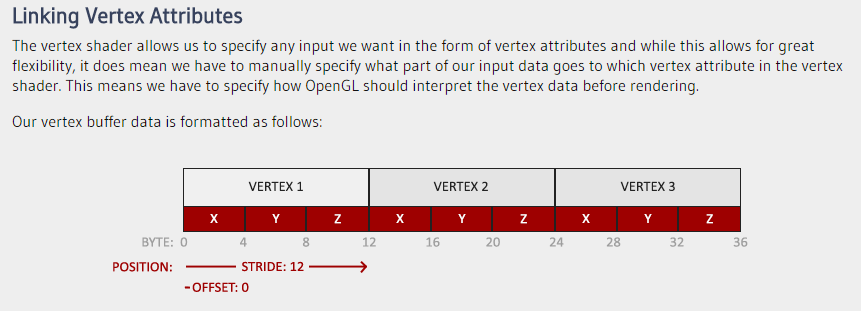 Linking Vertex Attributes
The vertex shader allows us to specify any input we want in the form of vertex attributes and while this allows for great
flexibility, it does mean we have to manually specify what part of our input data goes to which vertex attribute in the vertex
shader. This means we have to specify how OpenGL should interpret the vertex data before rendering.
Our vertex buffer data is formatted as follows:
VERTEX 1 VERTEX 2 VERTEX 3
X Y Z X Y Z X Y Z
BYTE: 0 4 8 12 16 20 24 28 32 36
POSITION: STRIDE: 12
-OFFSET: 0